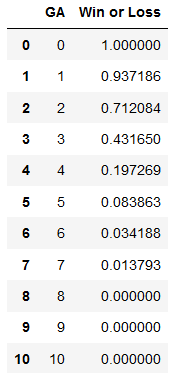 GA Win or Loss
0 0 1.000000
1 1 0.937186
2 2 0.712084
3 3 0.431650
4 4 0.197269
5 5 0.083863
6 6 0.034188
7 7 0.013793
8 8 0.000000
9 9 0.000000
10 10 0.000000